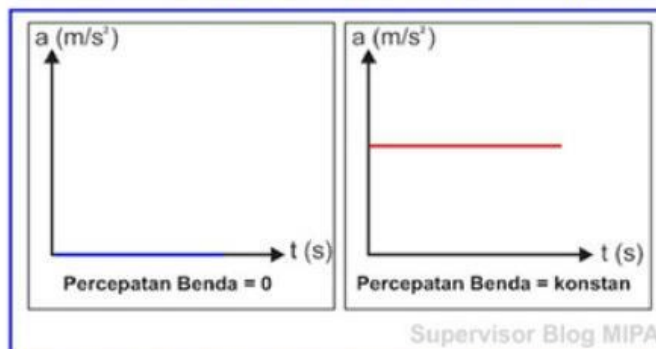 a (m/s²)
t (s)
Percepatan Benda = 0
a (m/s²)
t (s)
Percepatan Benda = konstan
Supervisor Blog MIPA